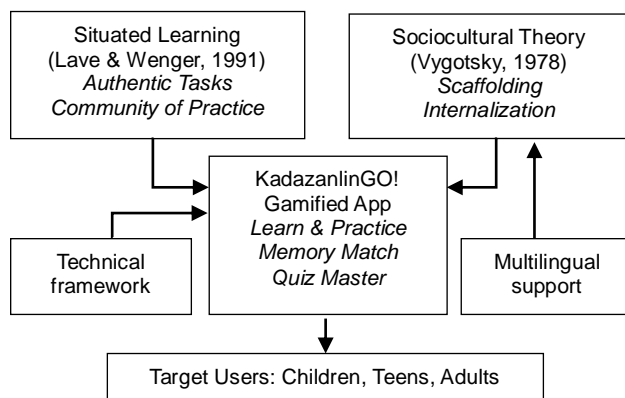 Situated Learning
(Lave & Wenger, 1991)
Authentic Tasks
Community of Practice
Sociocultural Theory
(Vygotsky, 1978)
Scaffolding
Internalization
KadazanlinGO!
Gamified App
Learn & Practice
Memory Match
Quiz Master
Technical
framework
Multilingual
support
Target Users: Children, Teens, Adults